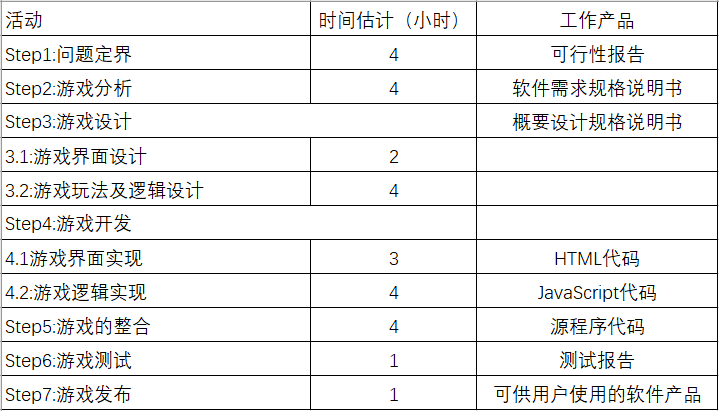 活动 时间估计（小时） 工作产品
Step1:问题定界 4 可行性报告
Step2:游戏分析 4 软件需求规格说明书
Step3:游戏设计 概要设计规格说明书
3.1:游戏界面设计 2
3.2:游戏玩法及逻辑设计 4
Step4:游戏开发
4.1游戏界面实现 3 HTML代码
4.2:游戏逻辑实现 4 JavaScript代码
Step5:游戏的整合 4 源程序代码
Step6:游戏测试 1 测试报告
Step7:游戏发布 1 可供用户使用的软件产品